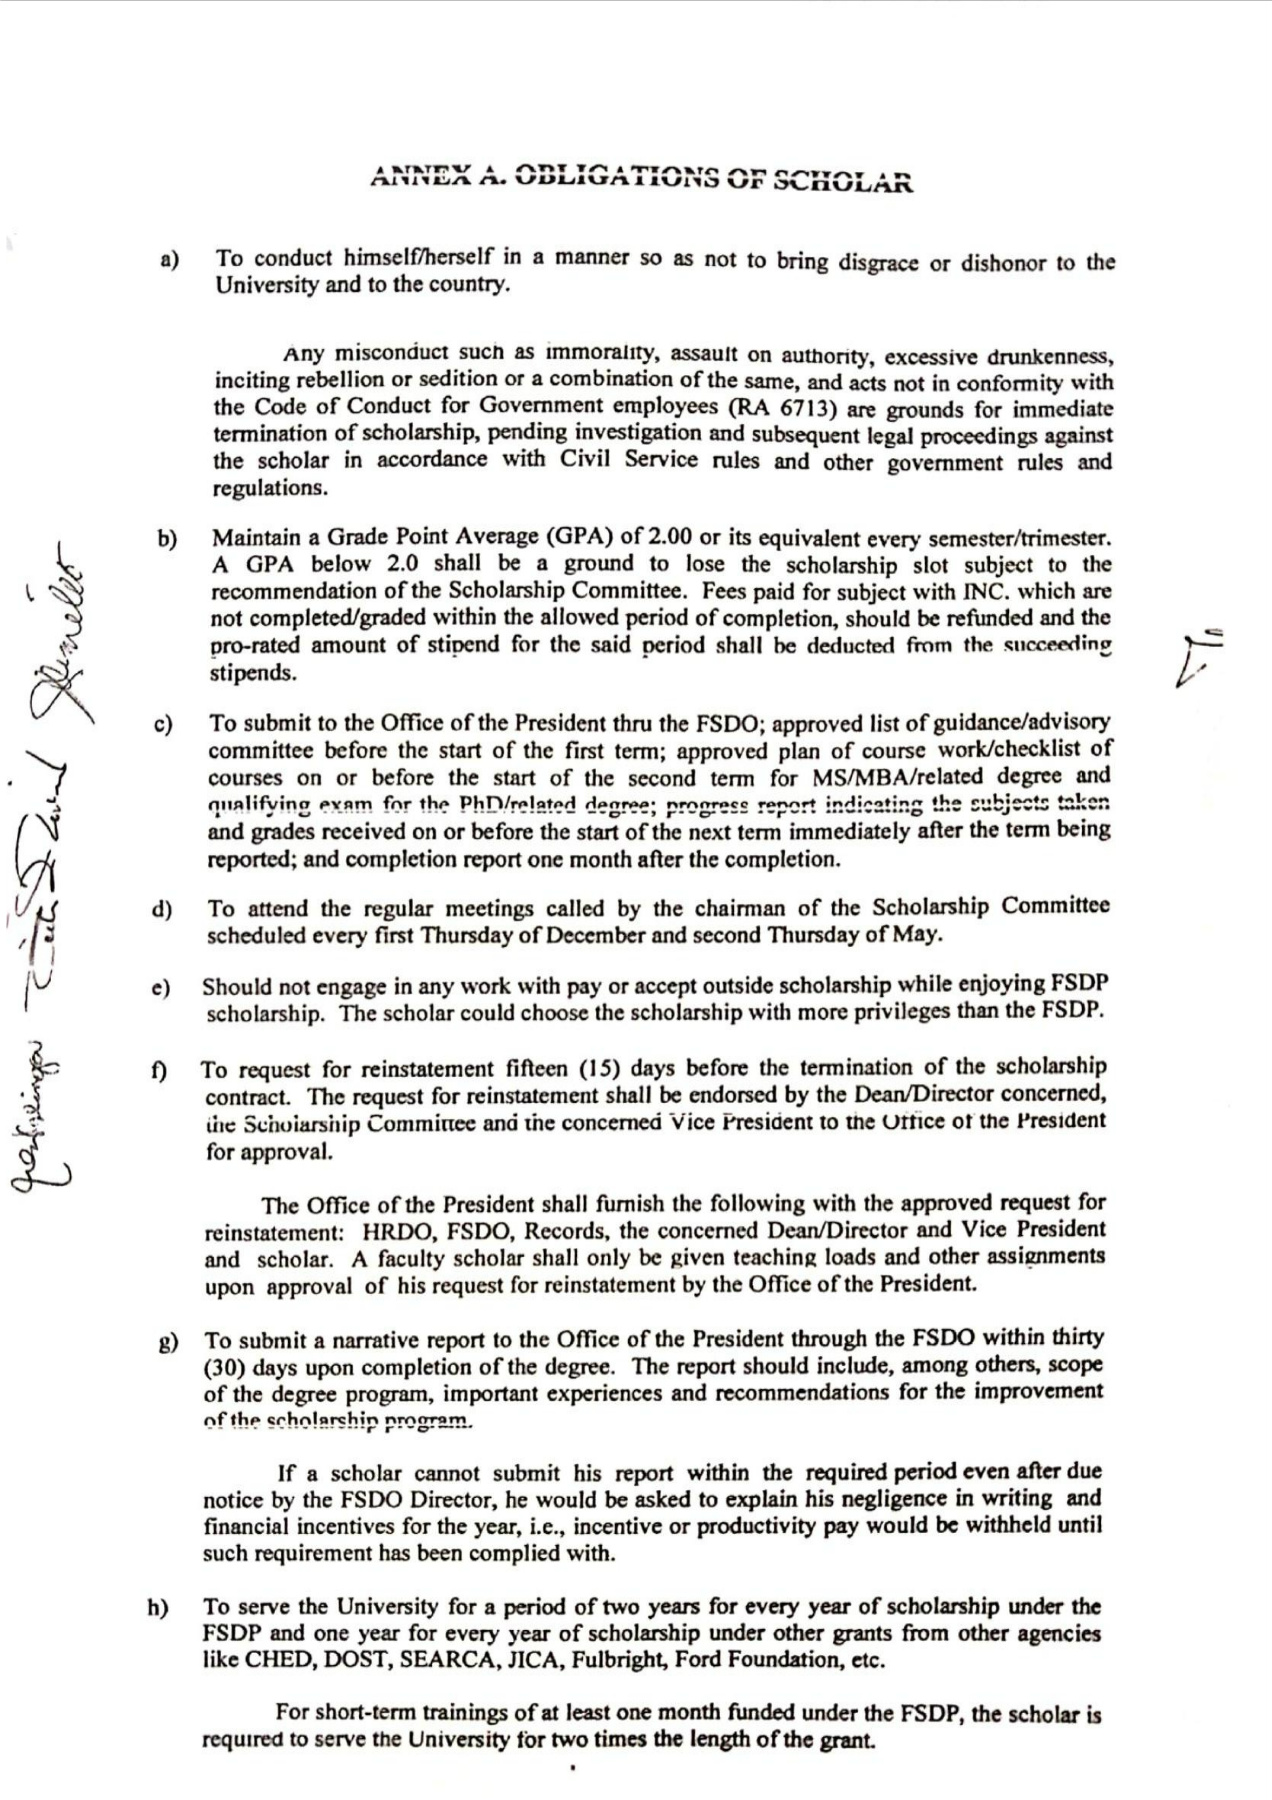 ANNEX A. OBLIGATIONS OF SCHOLAR
a) To conduct himself/herself in a manner so as not to bring disgrace or dishonor to the
University and to the country.
Any misconduct such as immorality, assault on authority, excessive drunkenness,
inciting rebellion or sedition or a combination of the same, and acts not in conformity with
the Code of Conduct for Government employees (RA 6713) are grounds for immediate
termination of scholarship, pending investigation and subsequent legal proceedings against
the scholar in accordance with Civil Service rules and other government rules and
regulations.
b) Maintain a Grade Point Average (GPA) of 2.00 or its equivalent every semester/trimester.
A GPA below 2.0 shall be a ground to lose the scholarship slot subject to the
recommendation of the Scholarship Committee. Fees paid for subject with INC. which are
not completed/graded within the allowed period of completion, should be refunded and the
pro-rated amount of stipend for the said period shall be deducted from the succeeding
stipends.
c) To submit to the Office of the President thru the FSDO; approved list of guidance/advisory
committee before the start of the first term; approved plan of course work/checklist of
courses on or before the start of the second term for MS/MBA/related degree and
qualifying exam for the PhD/related degree; progress report indicating the subjects taken
and grades received on or before the start of the next term immediately after the term being
reported; and completion report one month after the completion.
d) To attend the regular meetings called by the chairman of the Scholarship Committee
scheduled every first Thursday of December and second Thursday of May.
e) Should not engage in any work with pay or accept outside scholarship while enjoying FSDP
scholarship. The scholar could choose the scholarship with more privileges than the FSDP.
f) To request for reinstatement fifteen (15) days before the termination of the scholarship
contract. The request for reinstatement shall be endorsed by the Dean/Director concerned,
the Scholarship Committee and the concerned Vice President to the Office of the President
for approval.
The Office of the President shall furnish the following with the approved request for
reinstatement: HRDO, FSDO, Records, the concerned Dean/Director and Vice President
and scholar. A faculty scholar shall only be given teaching loads and other assignments
upon approval of his request for reinstatement by the Office of the President.
g) To submit a narrative report to the Office of the President through the FSDO within thirty
(30) days upon completion of the degree. The report should include, among others, scope
of the degree program, important experiences and recommendations for the improvement
of the scholarship program.
If a scholar cannot submit his report within the required period even after due
notice by the FSDO Director, he would be asked to explain his negligence in writing and
financial incentives for the year, i.e., incentive or productivity pay would be withheld until
such requirement has been complied with.
h) To serve the University for a period of two years for every year of scholarship under the
FSDP and one year for every year of scholarship under other grants from other agencies
like CHED, DOST, SEARCA, JICA, Fulbright, Ford Foundation, etc.
For short-term trainings of at least one month funded under the FSDP, the scholar is
required to serve the University for two times the length of the grant.